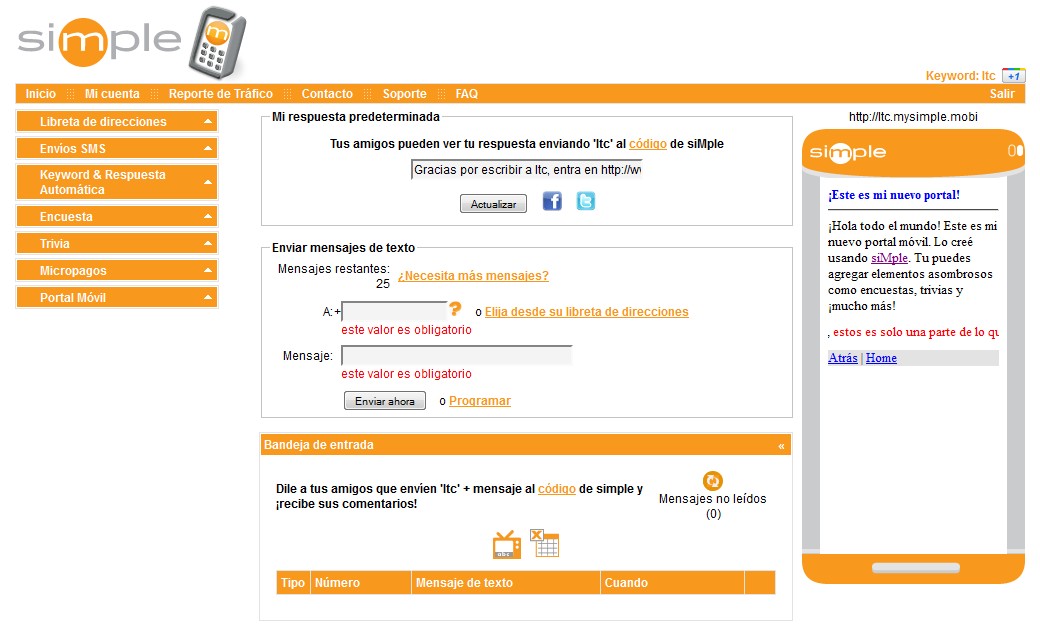 siMple
Keyword: ltc +1
Inicio Mi cuenta Reporte de Tráfico Contacto Soporte FAQ Salir
Libreta de direcciones
Envíos SMS
Keyword & Respuesta
Automática
Encuesta
Trivia
Micropagos
Portal Móvil
Mi respuesta predeterminada
Tus amigos pueden ver tu respuesta enviando 'ltc' al código de siMple
Gracias por escribir a ltc, entra en http://w
Actualizar
Enviar mensajes de texto
Mensajes restantes:
25
¿Necesita más mensajes?
A:+ ? o Elija desde su libreta de direcciones
este valor es obligatorio
Mensaje:
este valor es obligatorio
Enviar ahora o Programar
Bandeja de entrada «
Dile a tus amigos que envíen 'ltc' + mensaje al código de simple y
¡recibe sus comentarios!
Mensajes no leídos
(0)
abc
Tipo Número Mensaje de texto Cuando
http://ltc.mysimple.mobi
siMple
¡Este es mi nuevo portal!
¡Hola todo el mundo! Este es mi
nuevo portal móvil. Lo creé
usando siMple. Tu puedes
agregar elementos asombrosos
como encuestas, trivias y
¡mucho más!
, estos es solo una parte de lo qu
Atrás | Home